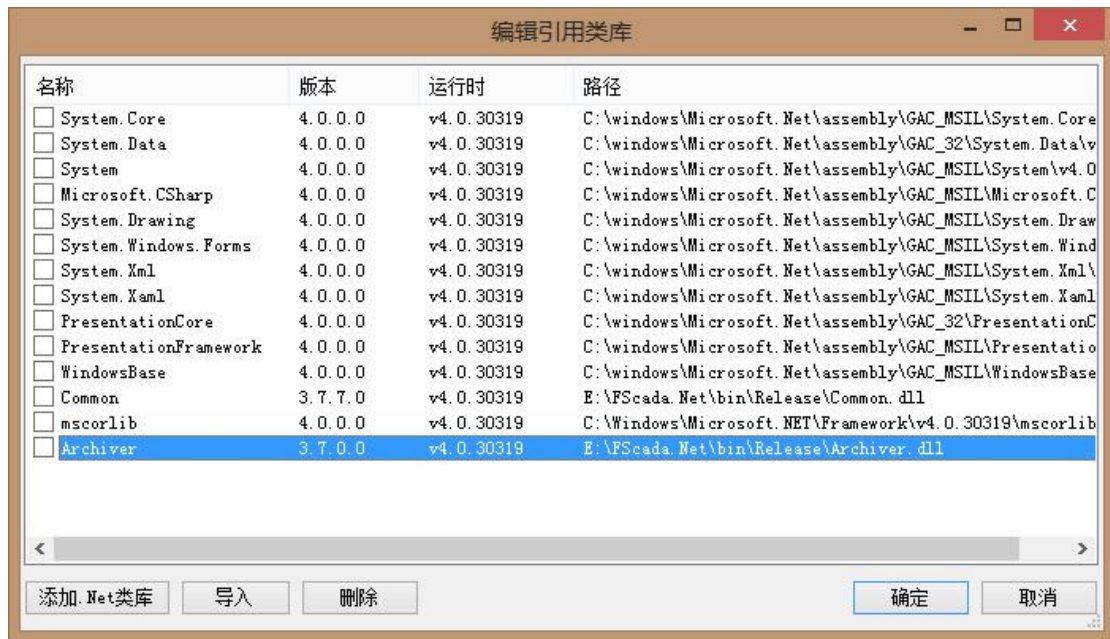 编辑引用类库
名称 版本 运行时 路径
System.Core 4.0.0.0 v4.0.30319 C:\windows\Microsoft.Net\assembly\GAC_MSIL\System.Core
System.Data 4.0.0.0 v4.0.30319 C:\windows\Microsoft.Net\assembly\GAC_32\System.Data\v
System 4.0.0.0 v4.0.30319 C:\windows\Microsoft.Net\assembly\GAC_MSIL\System\v4.0
Microsoft.CSharp 4.0.0.0 v4.0.30319 C:\windows\Microsoft.Net\assembly\GAC_MSIL\Microsoft.C
System.Drawing 4.0.0.0 v4.0.30319 C:\windows\Microsoft.Net\assembly\GAC_MSIL\System.Draw
System.Windows.Forms 4.0.0.0 v4.0.30319 C:\windows\Microsoft.Net\assembly\GAC_MSIL\System.Wind
System.Xml 4.0.0.0 v4.0.30319 C:\windows\Microsoft.Net\assembly\GAC_MSIL\System.Xml\
System.Xaml 4.0.0.0 v4.0.30319 C:\windows\Microsoft.Net\assembly\GAC_MSIL\System.Xaml
PresentationCore 4.0.0.0 v4.0.30319 C:\windows\Microsoft.Net\assembly\GAC_32\PresentationC
PresentationFramework 4.0.0.0 v4.0.30319 C:\windows\Microsoft.Net\assembly\GAC_MSIL\Presentatio
WindowsBase 4.0.0.0 v4.0.30319 C:\windows\Microsoft.Net\assembly\GAC_MSIL\WindowsBase
Common 3.7.7.0 v4.0.30319 E:\FScada.Net\bin\Release\Common.dll
mscorlib 4.0.0.0 v4.0.30319 C:\Windows\Microsoft.NET\Framework\v4.0.30319\mscorlib
Archiver 3.7.0.0 v4.0.30319 E:\FScada.Net\bin\Release\Archiver.dll
添加.Net类库 导入 删除 确定 取消